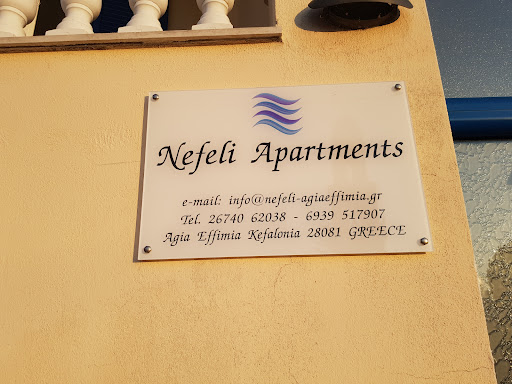 Nefeli Apartments
e-mail: info@nefeli-agiaeffimia.gr
Tel. 26740 62038 - 6939 517907
Agia Effimia Kefalonia 28081 GREECE